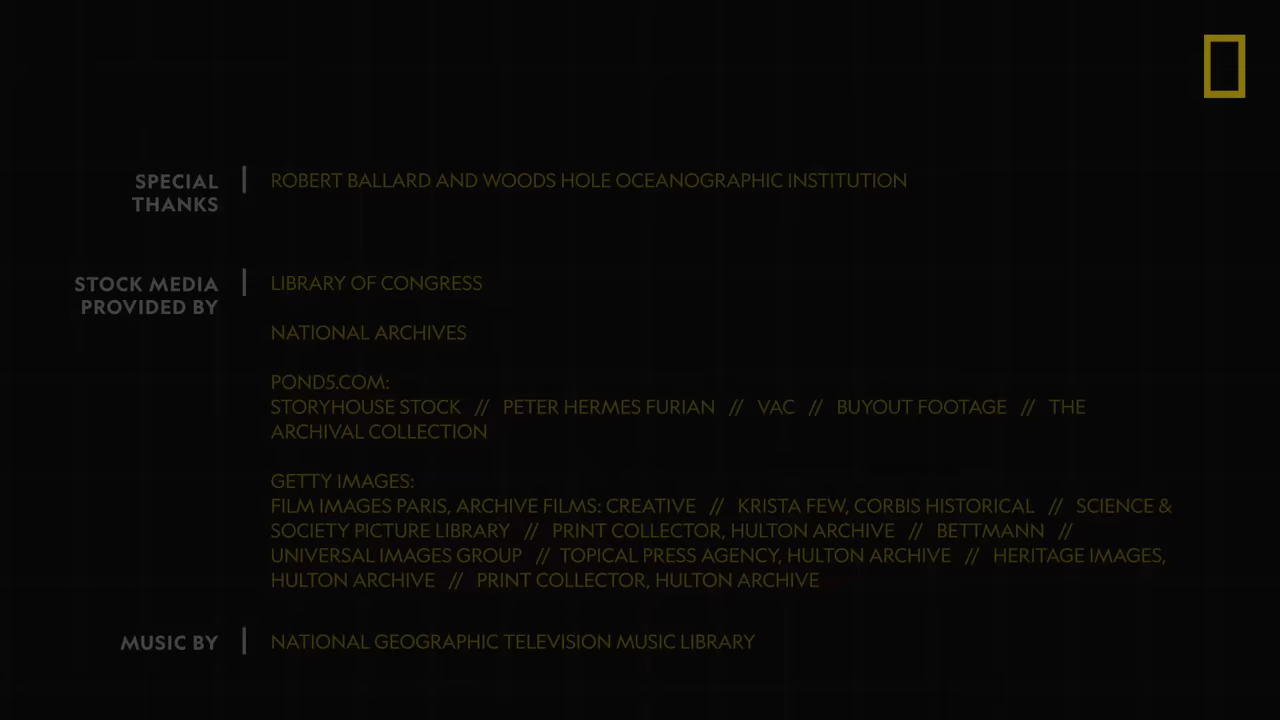 SPECIAL THANKS | ROBERT BALLARD AND WOODS HOLE OCEANOGRAPHIC INSTITUTION
STOCK MEDIA PROVIDED BY | LIBRARY OF CONGRESS
NATIONAL ARCHIVES
POND5.COM:
STORYHOUSE STOCK // PETER HERMES FURIAN // VAC // BUYOUT FOOTAGE // THE
ARCHIVAL COLLECTION
GETTY IMAGES:
FILM IMAGES PARIS, ARCHIVE FILMS: CREATIVE // KRISTA FEW, CORBIS HISTORICAL // SCIENCE &
SOCIETY PICTURE LIBRARY // PRINT COLLECTOR, HULTON ARCHIVE // BETTMANN //
UNIVERSAL IMAGES GROUP // TOPICAL PRESS AGENCY, HULTON ARCHIVE // HERITAGE IMAGES,
HULTON ARCHIVE // PRINT COLLECTOR, HULTON ARCHIVE
MUSIC BY | NATIONAL GEOGRAPHIC TELEVISION MUSIC LIBRARY